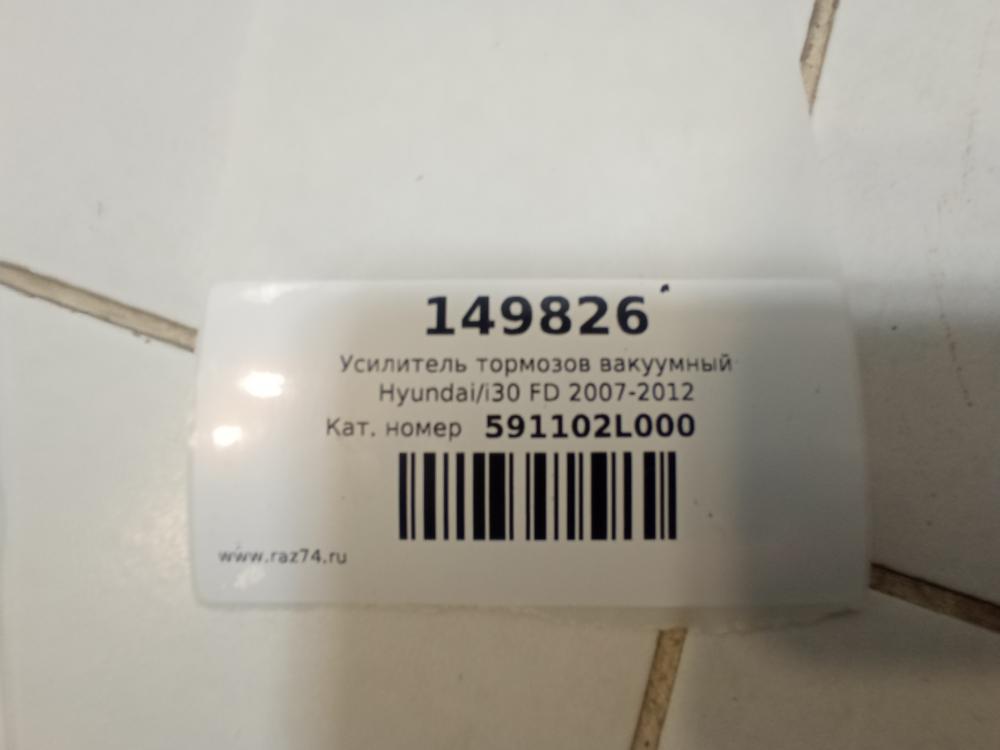 149826
Усилитель тормозов вакуумный
Hyundai/i30 FD 2007-2012
Кат. номер 591102L000
www.raz74.ru